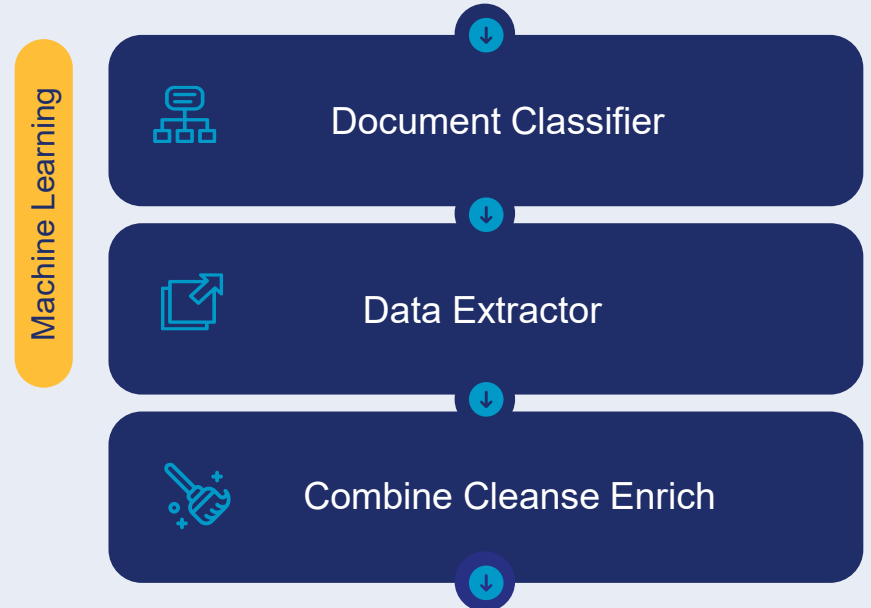 Machine Learning
Document Classifier
Data Extractor
Combine Cleanse Enrich